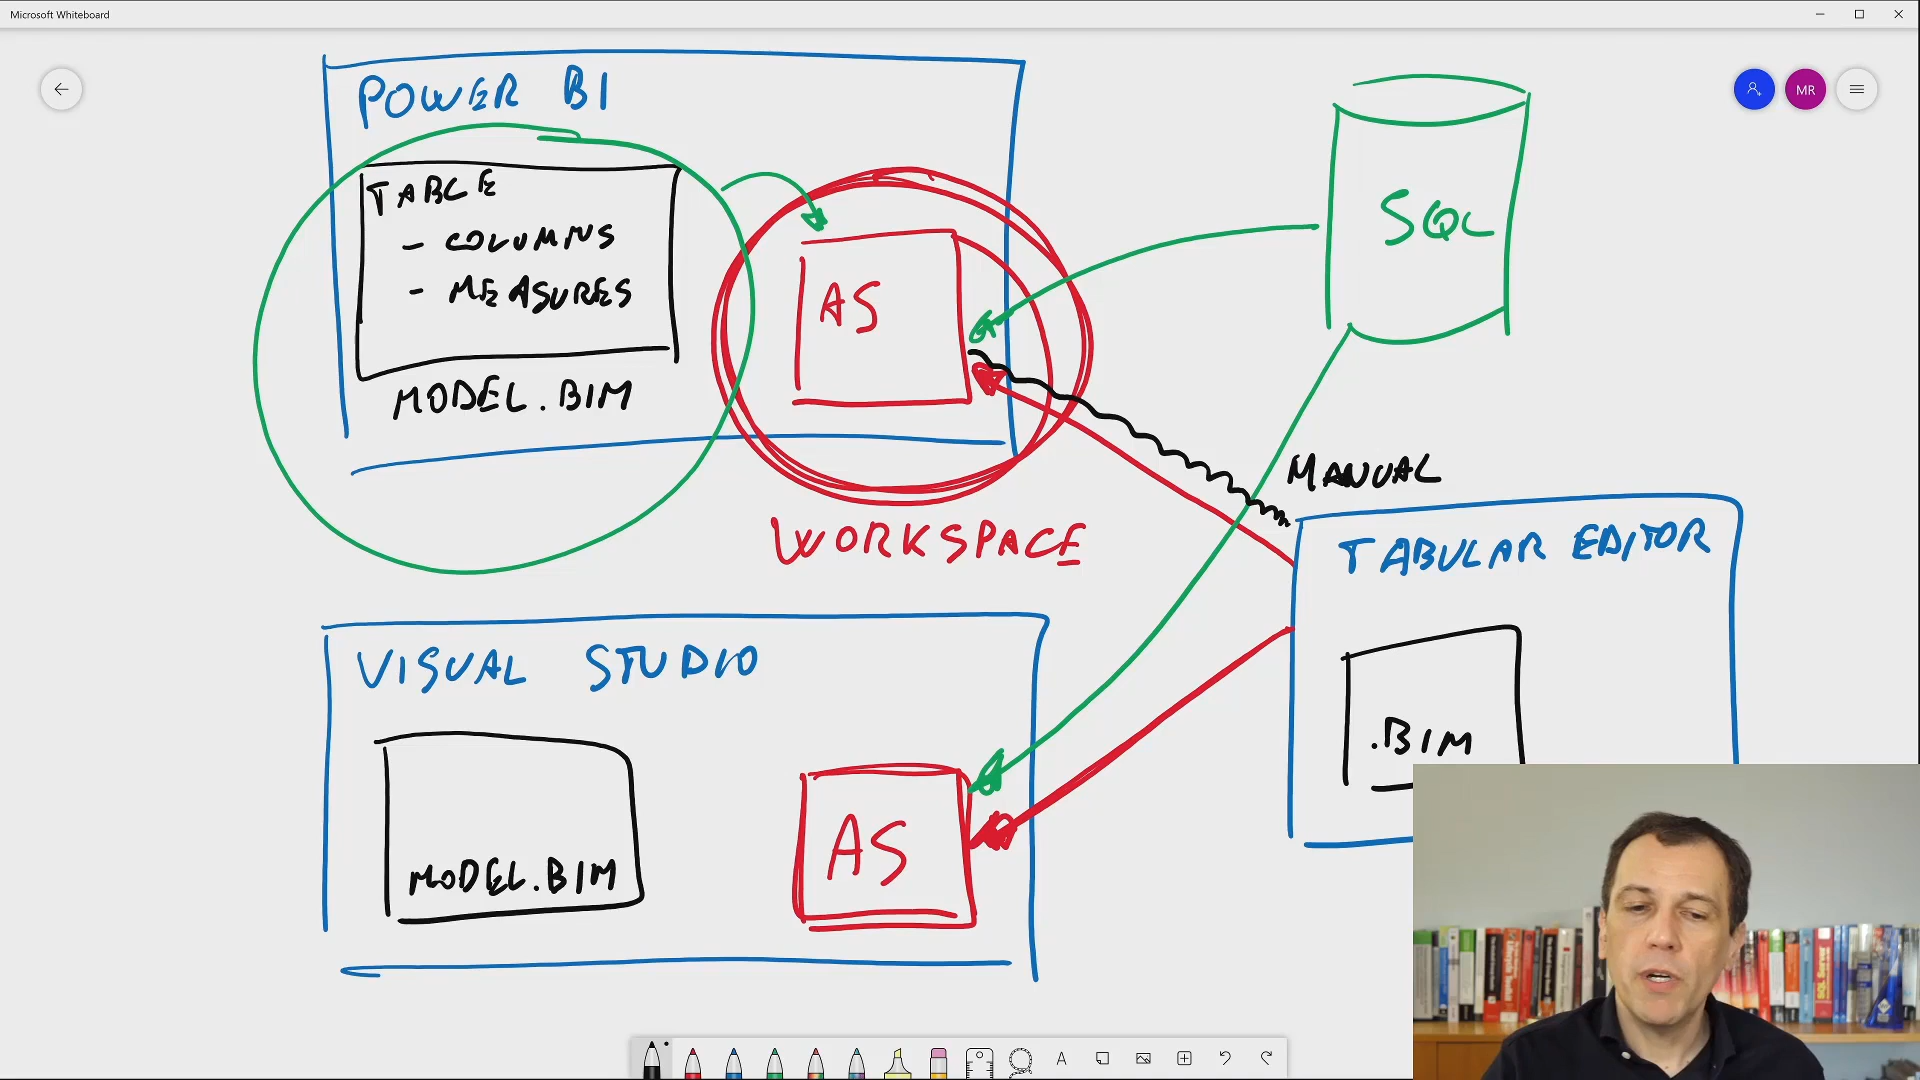 Microsoft Whiteboard
MR
POWER BI
TABLE
- COLUMNS
- MEASURES
MODEL.BIM
AS
WORKSPACE
SQL
MANUAL
TABULAR EDITOR
.BIM
VISUAL STUDIO
MODEL.BIM
AS
A